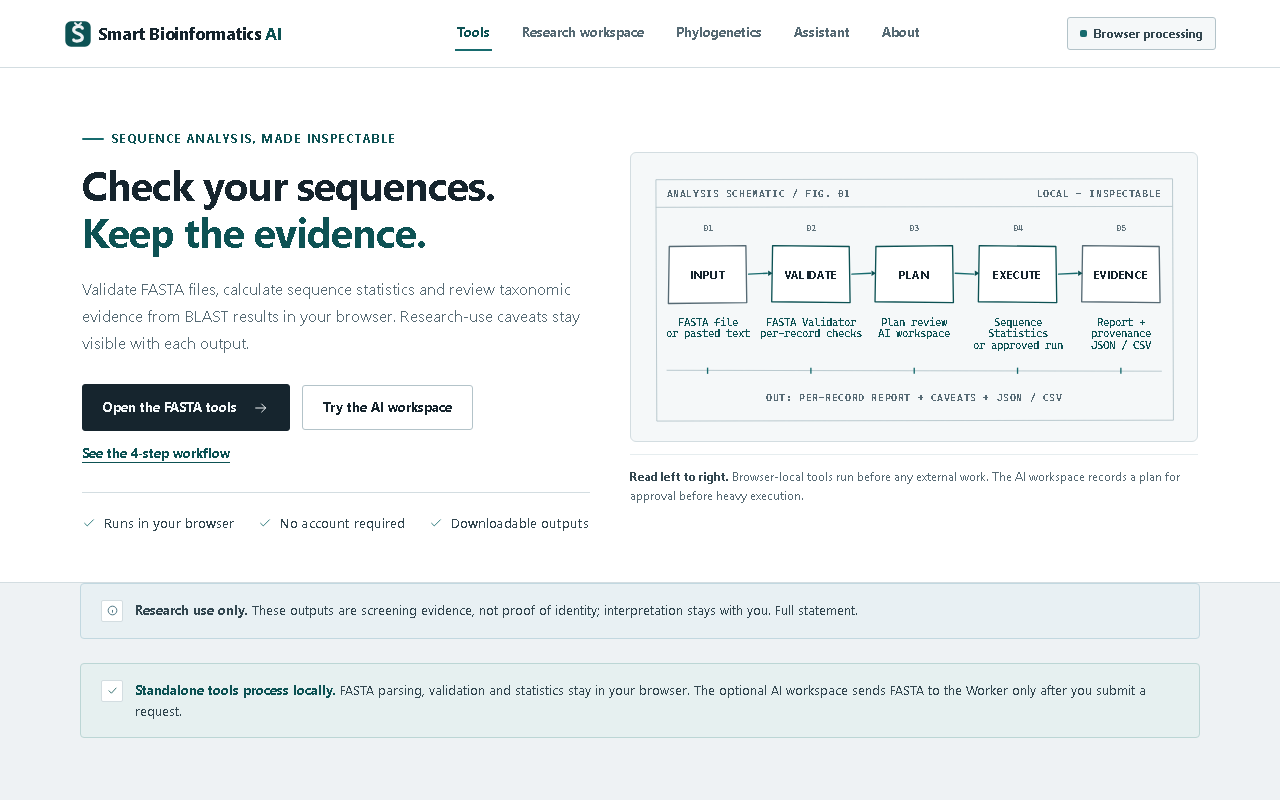 Š Smart Bioinformatics AI
Tools Research workspace Phylogenetics Assistant About
Browser processing
SEQUENCE ANALYSIS, MADE INSPECTABLE
Check your sequences.
Keep the evidence.
Validate FASTA files, calculate sequence statistics and review taxonomic
evidence from BLAST results in your browser. Research-use caveats stay
visible with each output.
Open the FASTA tools →
Try the AI workspace
See the 4-step workflow
Runs in your browser
No account required
Downloadable outputs
ANALYSIS SCHEMATIC / FIG. 01
LOCAL - INSPECTABLE
01 02 03 04 05
INPUT VALIDATE PLAN EXECUTE EVIDENCE
FASTA file
or pasted text
FASTA Validator
per-record checks
Plan review
AI workspace
Sequence
Statistics
or approved run
Report +
provenance
JSON / CSV
OUT: PER-RECORD REPORT + CAVEATS + JSON / CSV
Read left to right. Browser-local tools run before any external work. The AI workspace records a plan for
approval before heavy execution.
Research use only. These outputs are screening evidence, not proof of identity; interpretation stays with you. Full statement.
Standalone tools process locally. FASTA parsing, validation and statistics stay in your browser. The optional AI workspace sends FASTA to the Worker only after you submit a
request.